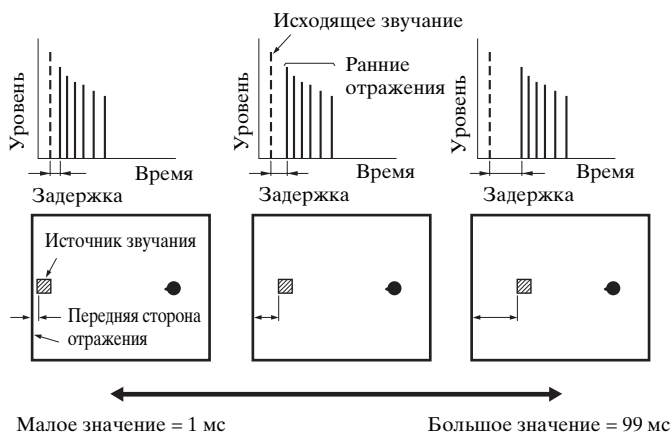 Исходящее звучание
Ранние
отражения
Уровень
Уровень
Уровень
Время
Время
Время
Задержка
Задержка
Задержка
Источник звучания
Передняя сторона
отражения
Малое значение = 1 мс
Большое значение = 99 мс